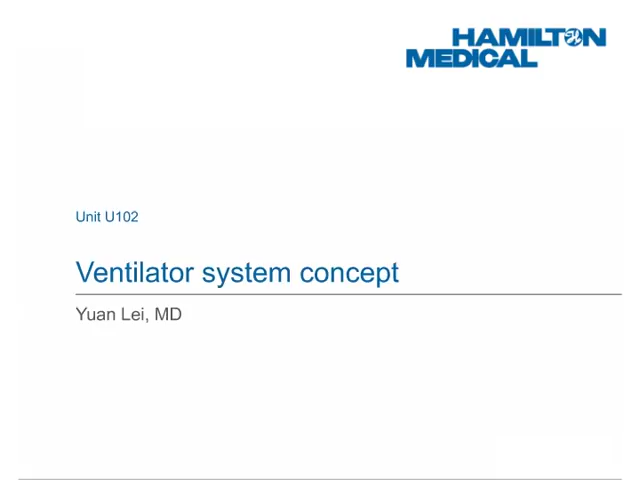 HAMILTON
MEDICAL
Unit U102
Ventilator system concept
Yuan Lei, MD